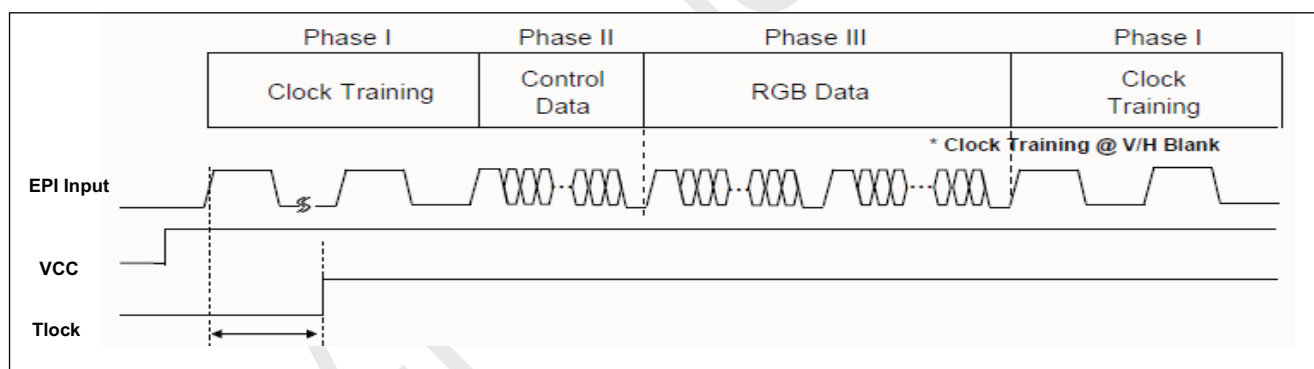 Phase I
Phase II
Phase III
Phase I
Clock Training
Control
Data
RGB Data
Clock
Training
* Clock Training @ V/H Blank
EPI Input
VCC
Tlock